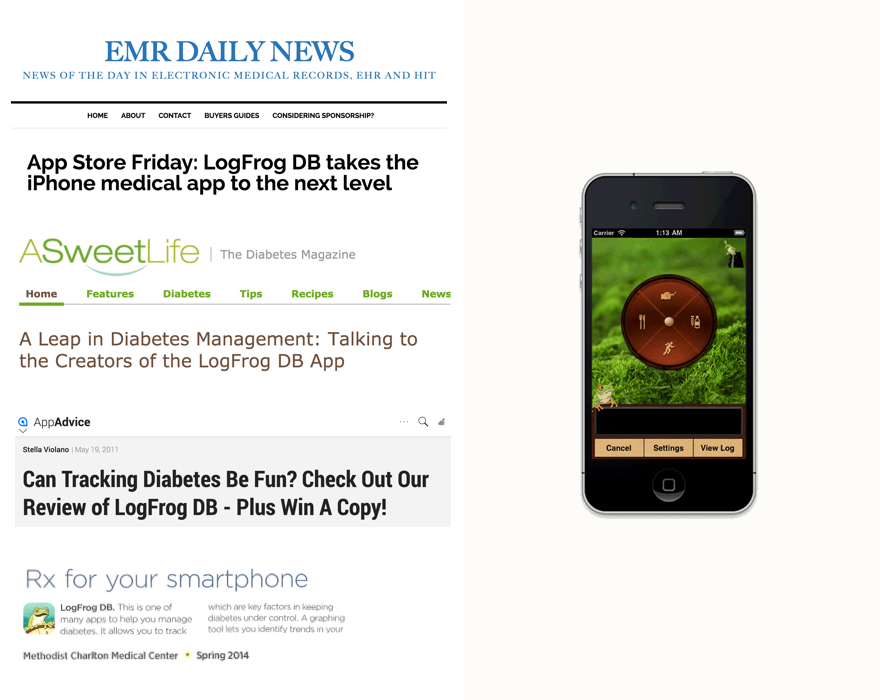 EMR DAILY NEWS
NEWS OF THE DAY IN ELECTRONIC MEDICAL RECORDS, EHR AND HIT
HOME ABOUT CONTACT BUYERS GUIDES CONSIDERING SPONSORSHIP?
App Store Friday: LogFrog DB takes the
iPhone medical app to the next level
ASweetLife | The Diabetes Magazine
Home Features Diabetes Tips Recipes Blogs News
A Leap in Diabetes Management: Talking to
the Creators of the LogFrog DB App
AppAdvice
Stella Violano | May 19, 2011
Can Tracking Diabetes Be Fun? Check Out Our
Review of LogFrog DB - Plus Win A Copy!
Rx for your smartphone
LogFrog DB. This is one of
many apps to help you manage
diabetes. It allows you to track
which are key factors in keeping
diabetes under control. A graphing
tool lets you identify trends in your
Methodist Charlton Medical Center • Spring 2014
Carrier 1:13 AM
Cancel Settings View Log